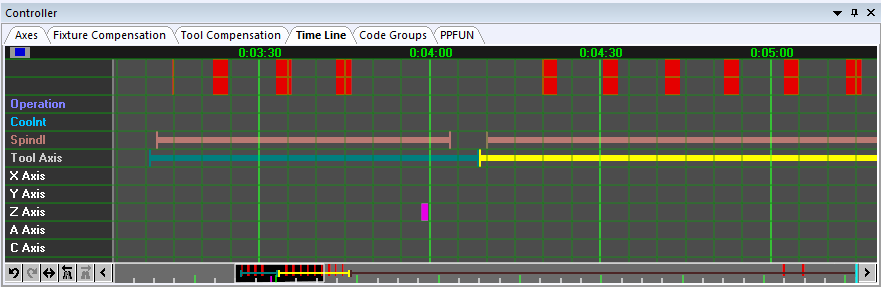 Controller
Axes Fixture Compensation Tool Compensation Time Line Code Groups PPFUN
0:03:30 0:04:00 0:04:30 0:05:00
Operation
Coolnt
Spindl
Tool Axis
X Axis
Y Axis
Z Axis
A Axis
C Axis